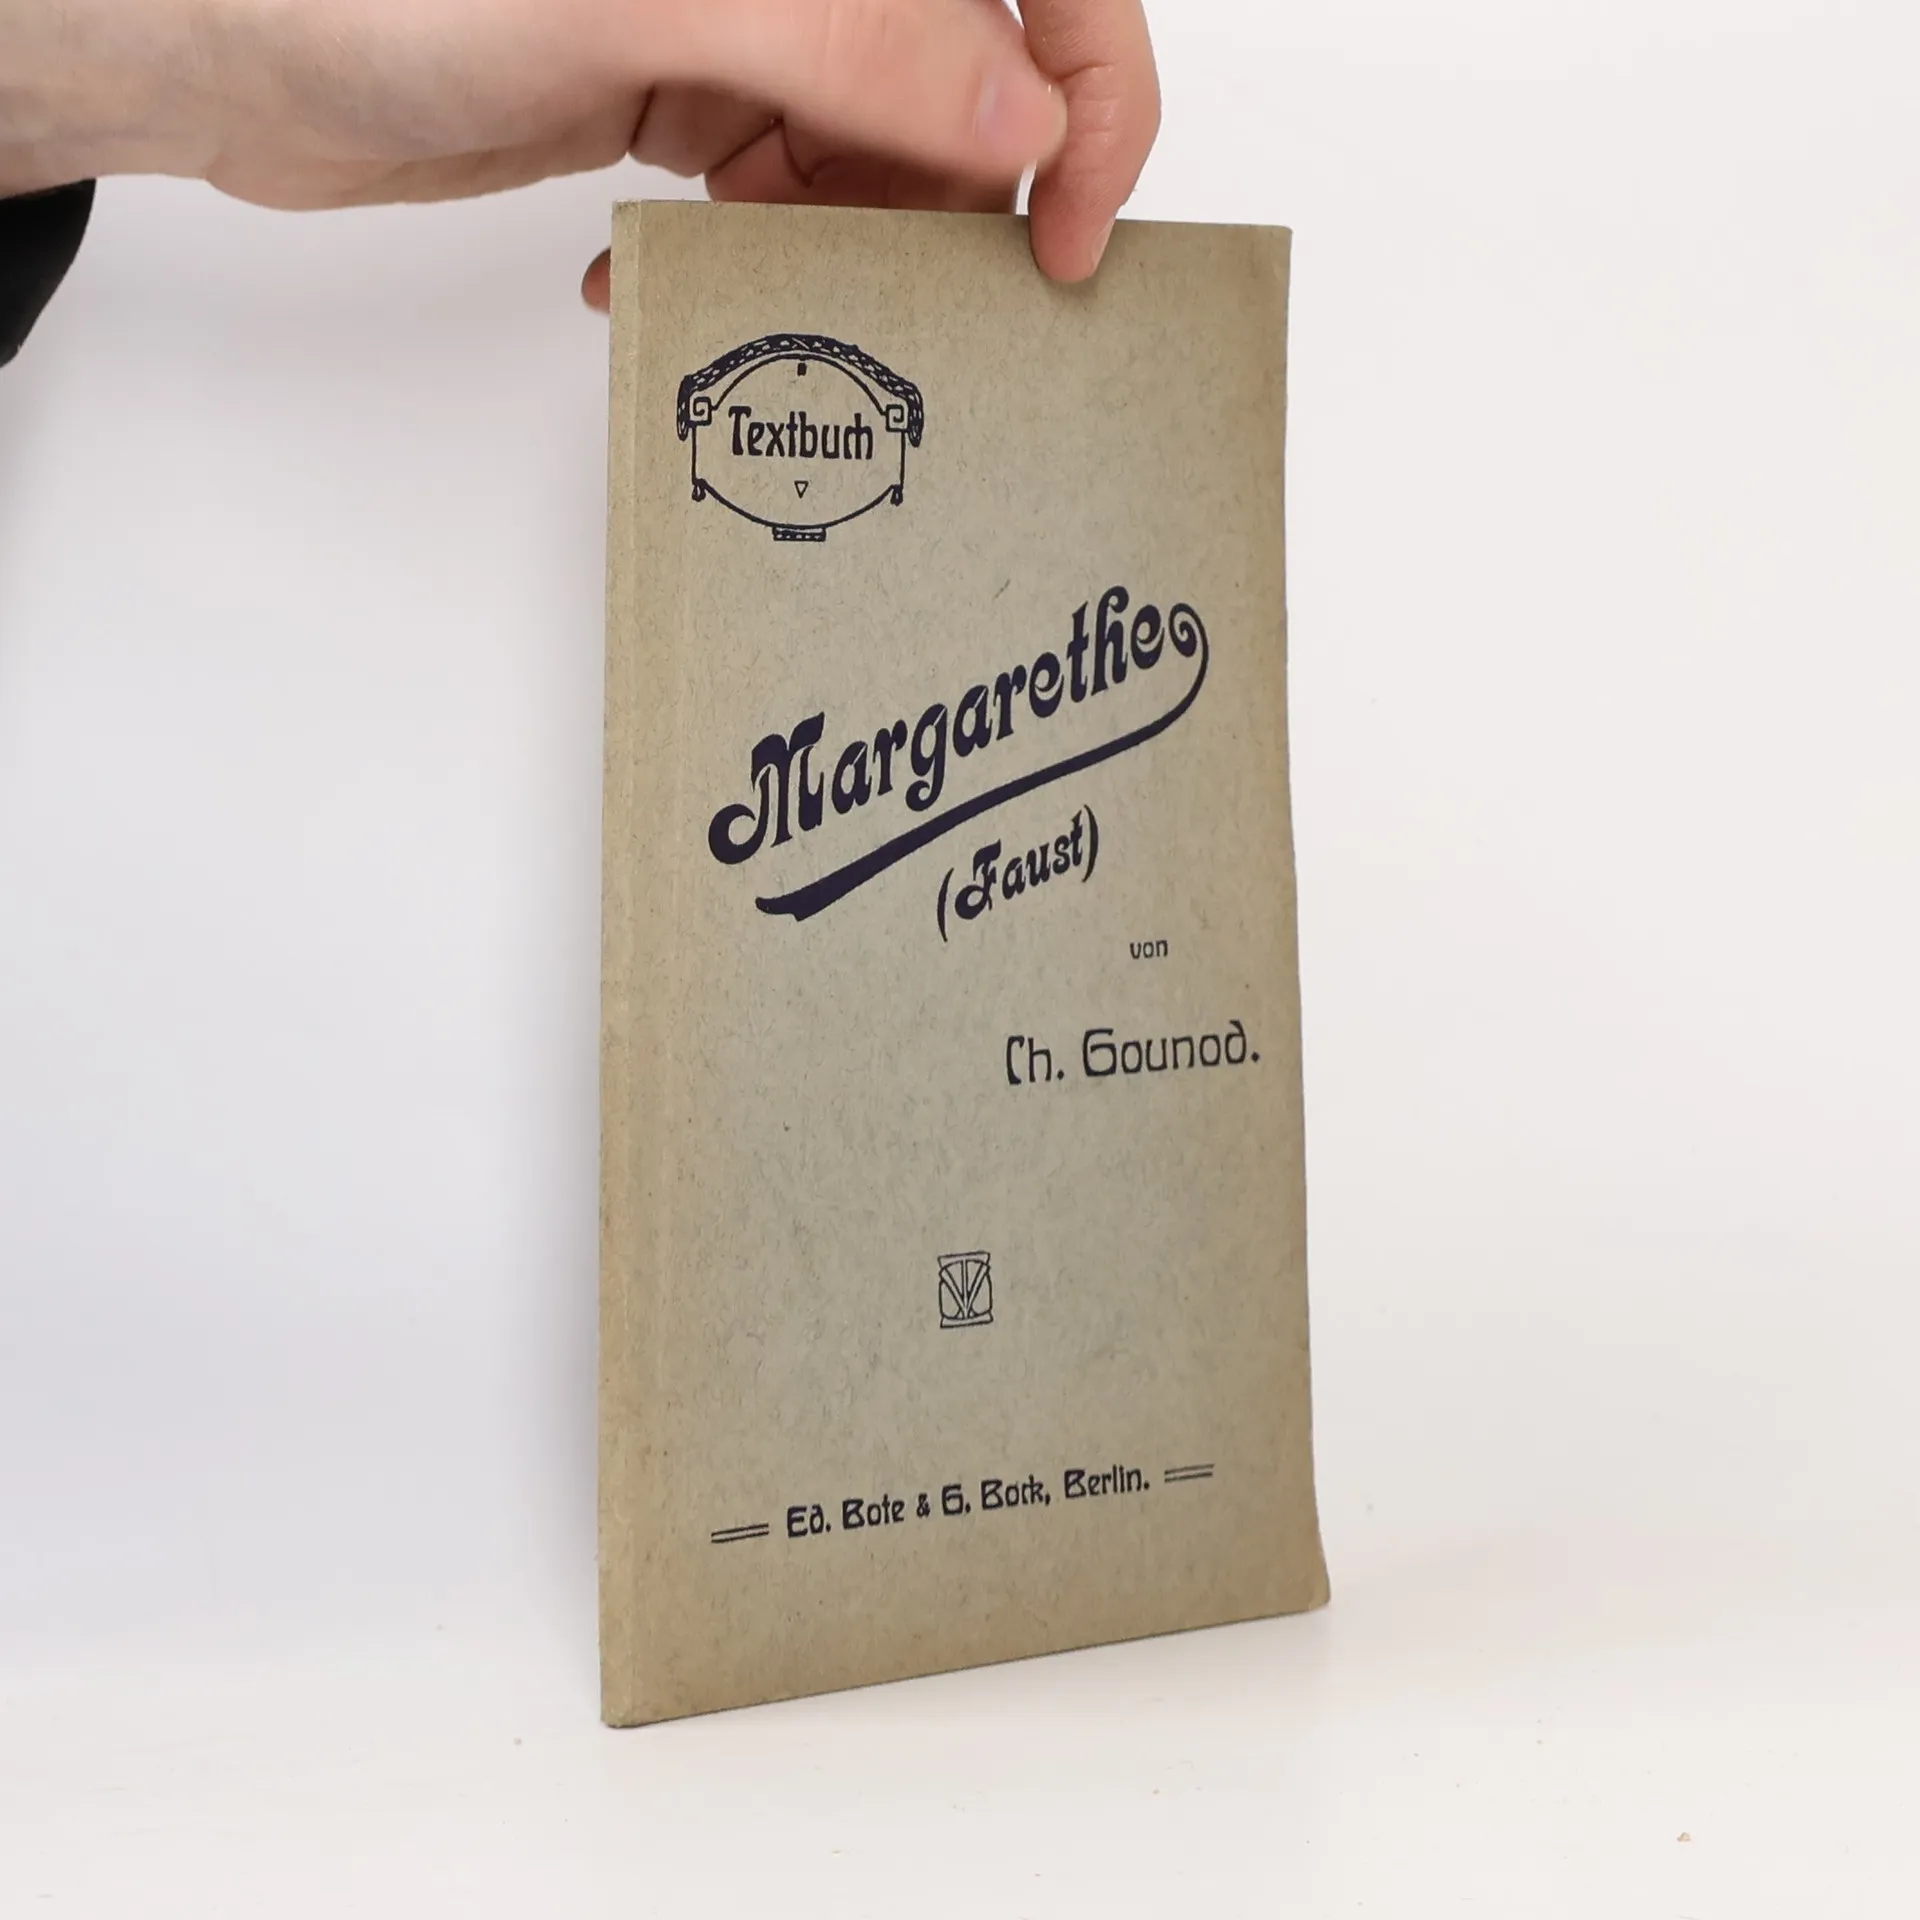 Textbuch
Margarethe
(Faust)
von
Ch. Gounod.
Ed. Bote & G. Bock, Berlin.